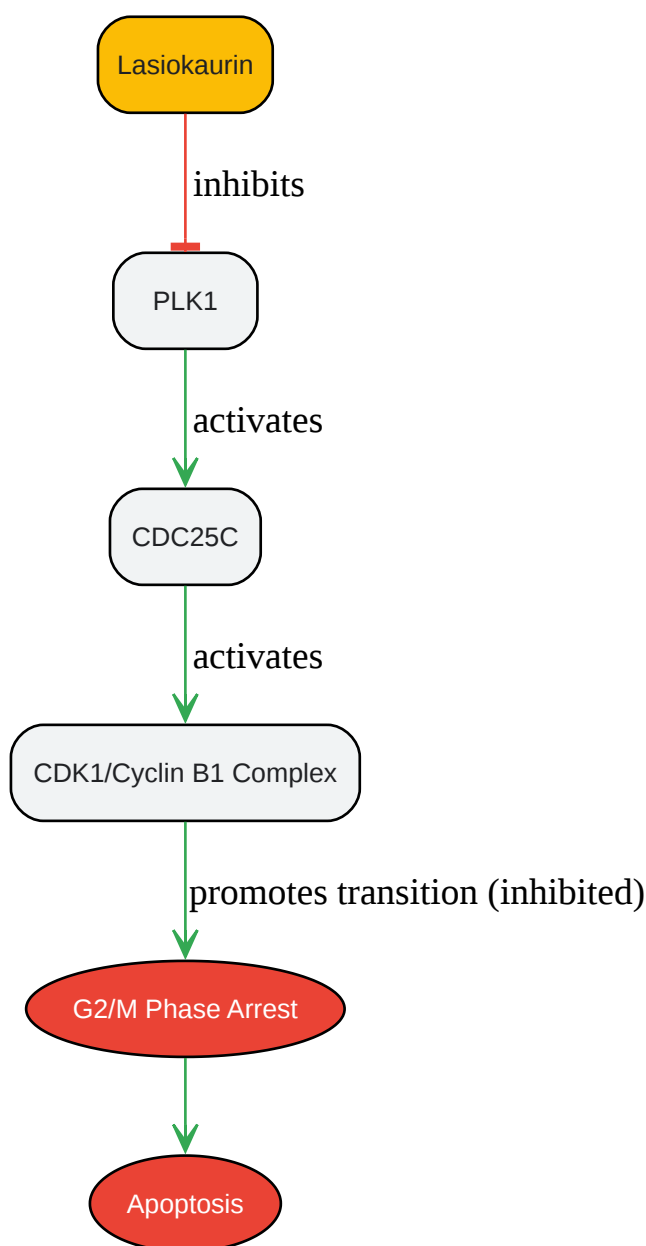 Lasiokaurin
inhibits
PLK1
activates
CDC25C
activates
CDK1/Cyclin B1 Complex
promotes transition (inhibited)
G2/M Phase Arrest
Apoptosis